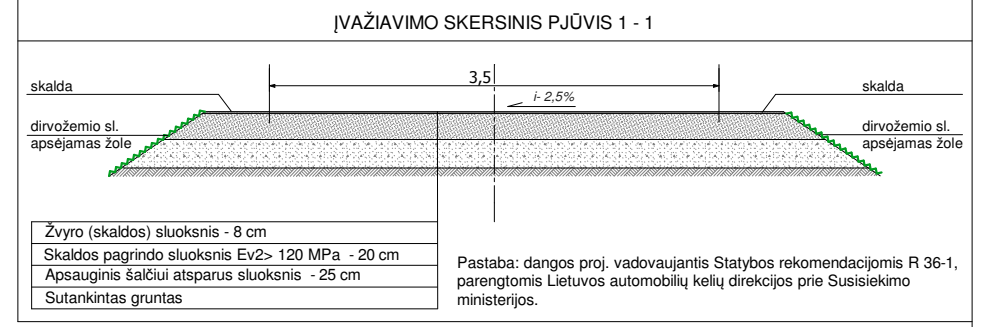 ĮVAŽIAVIMO SKERSINIS PJŪVIS 1 - 1
3,5
i- 2,5%
skalda
skalda
dirvožemio sl.
apsėjamas žole
dirvožemio sl.
apsėjamas žole
Žvyro (skaldos) sluoksnis - 8 cm
Skaldos pagrindo sluoksnis Ev2> 120 MPa - 20 cm
Apsauginis šalčiui atsparus sluoksnis - 25 cm
Sutankintas gruntas
Pastaba: dangos proj. vadovaujantis Statybos rekomendacijomis R 36-1,
parengtomis Lietuvos automobilių kelių direkcijos prie Susisiekimo
ministerijos.